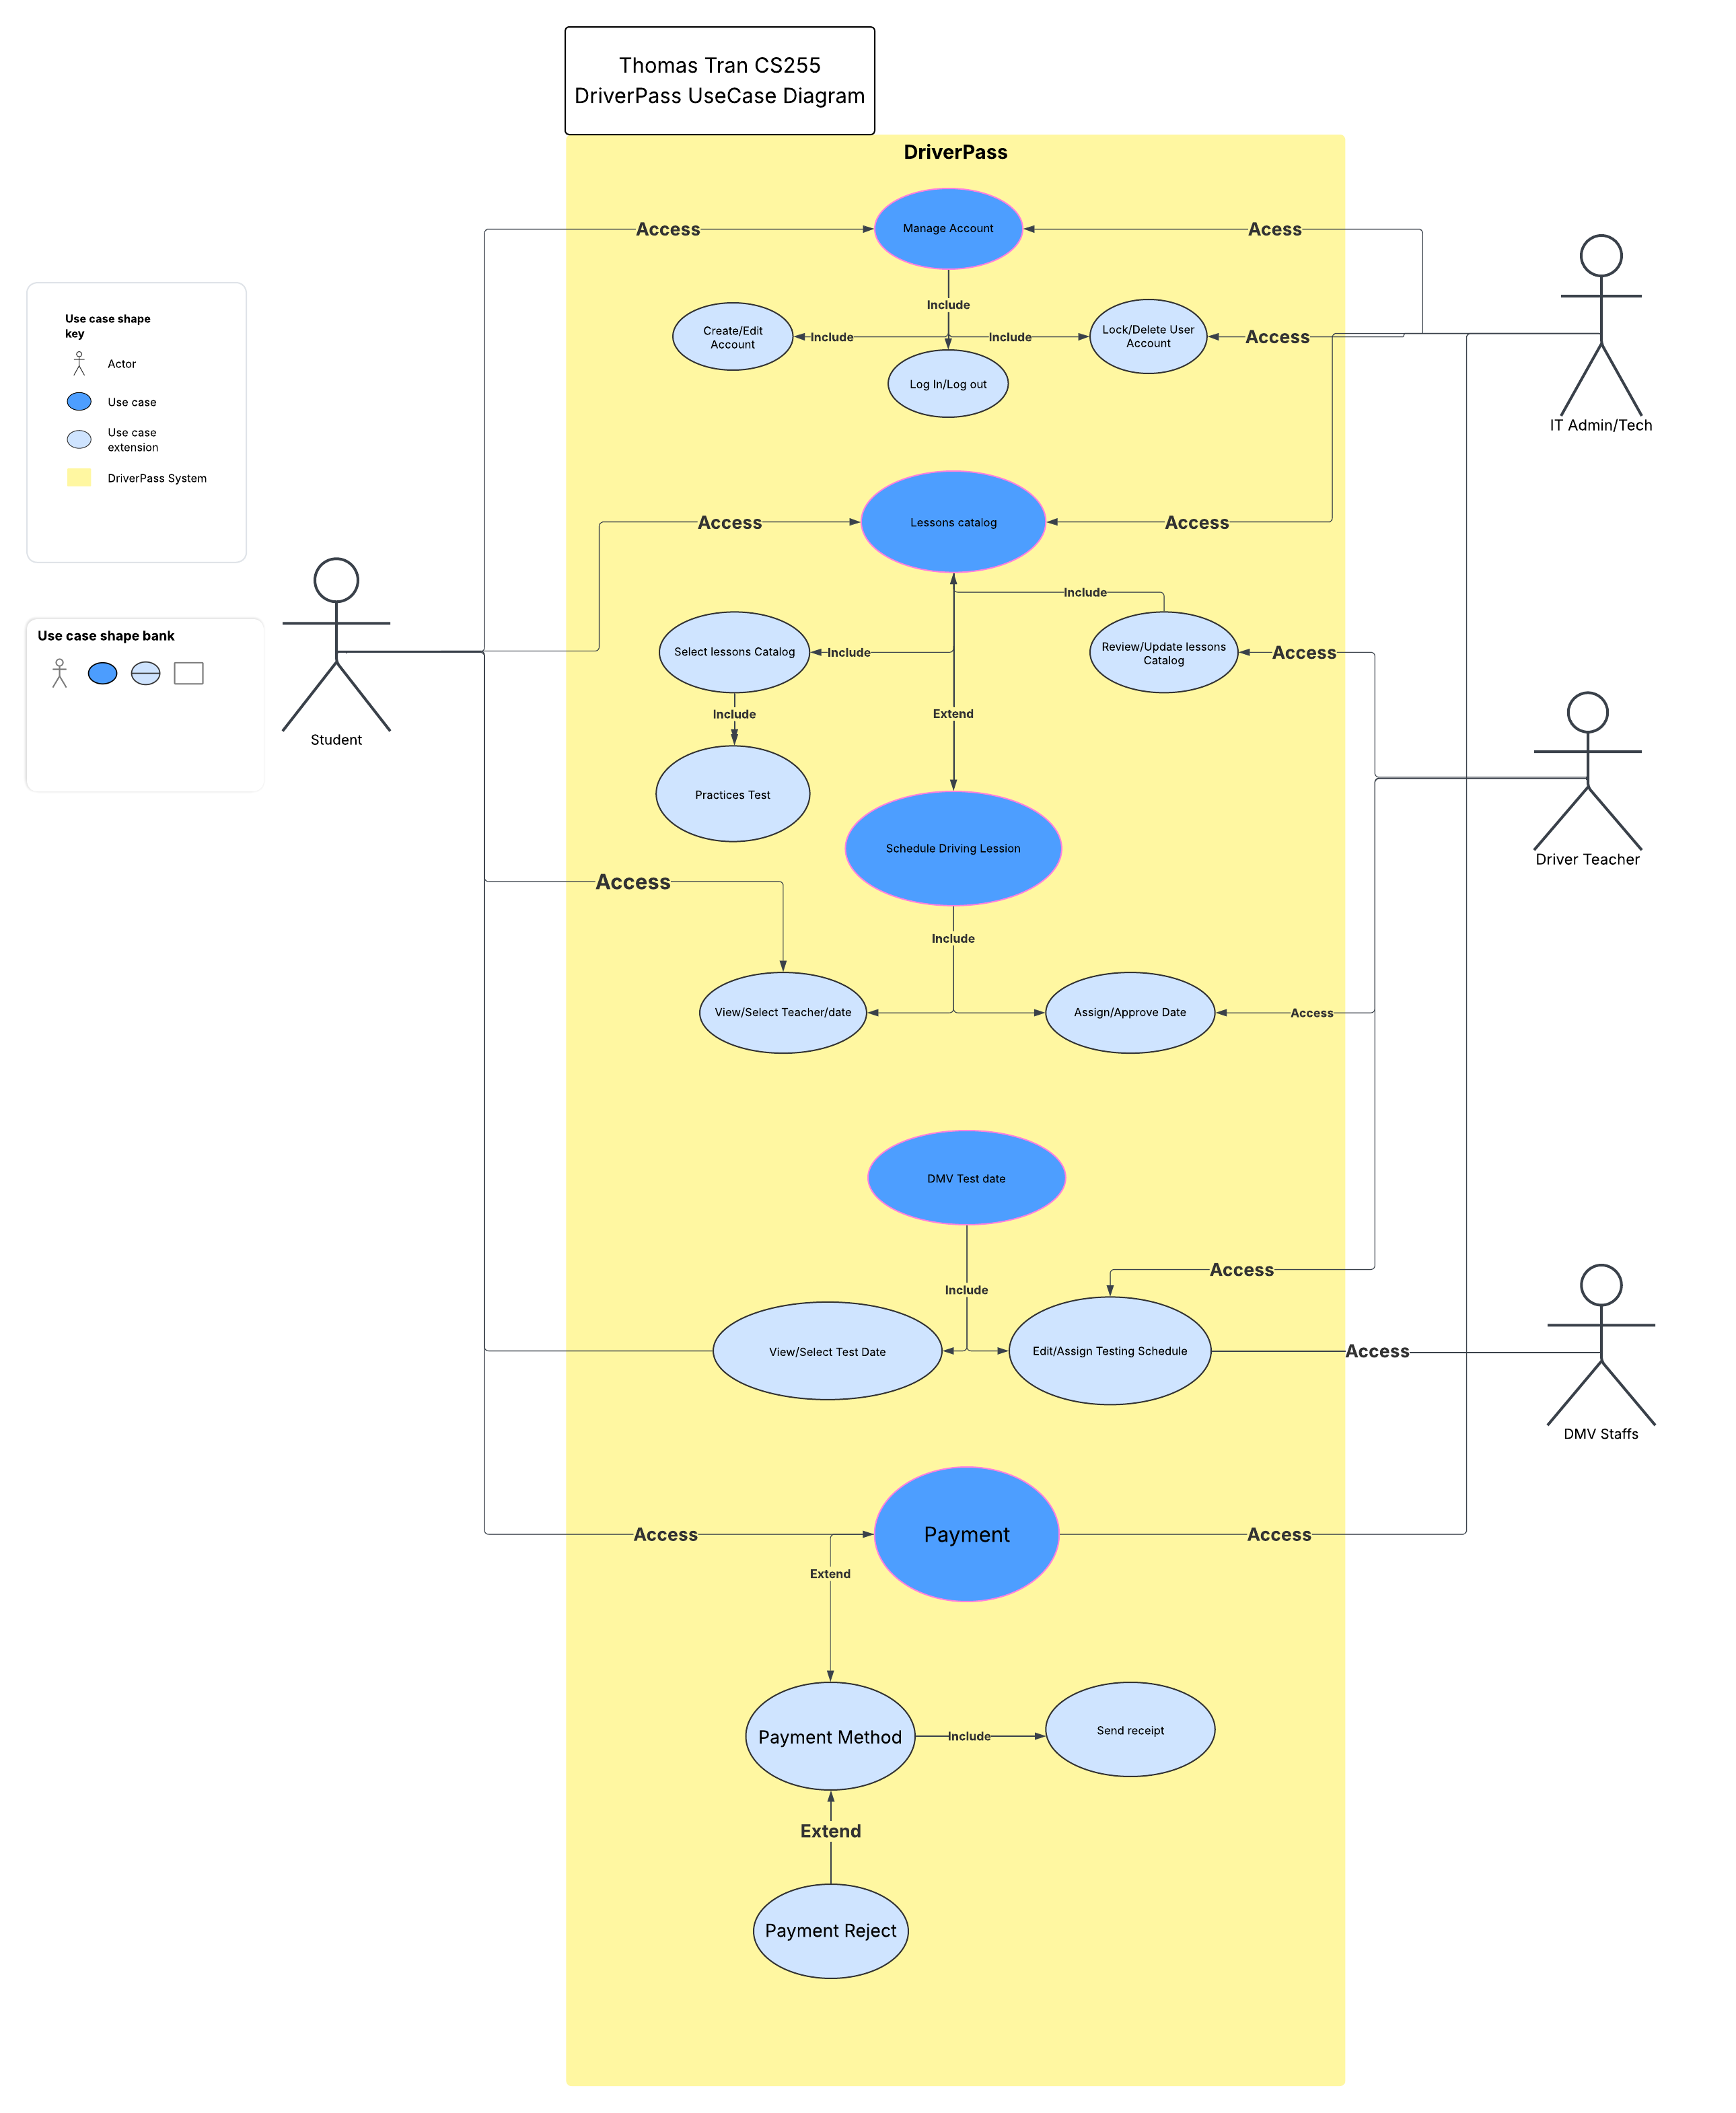 Thomas Tran CS255
DriverPass UseCase Diagram
DriverPass
Manage Account
Access
Acess
Include
Create/Edit
Account
Include
Include
Lock/Delete User
Account
Access
Log In/Log out
IT Admin/Tech
Use case shape
key
Actor
Use case
Use case
extension
DriverPass System
Lessons catalog
Access
Access
Include
Use case shape bank
Student
Select lessons Catalog
Include
Review/Update lessons
Catalog
Access
Include
Extend
Practices Test
Schedule Driving Lession
Driver Teacher
Access
Include
View/Select Teacher/date
Assign/Approve Date
Access
DMV Test date
Access
Include
View/Select Test Date
Edit/Assign Testing Schedule
Access
DMV Staffs
Access
Payment
Access
Extend
Payment Method
Include
Send receipt
Extend
Payment Reject